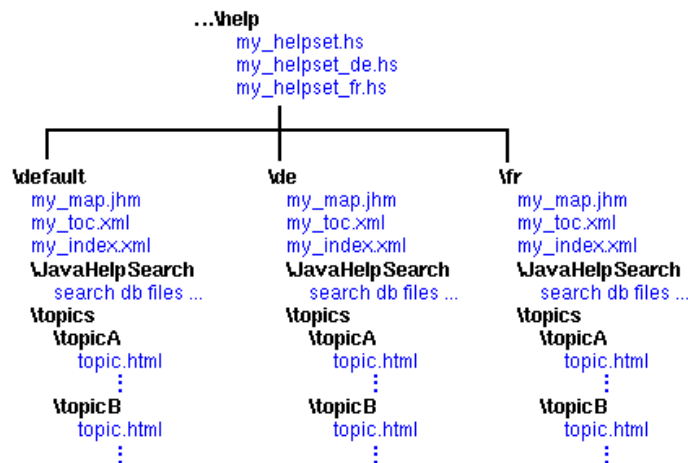 ...\help
my_helpset.hs
my_helpset_de.hs
my_helpset_fr.hs
\default
my_map.jhm
my_toc.xml
my_index.xml
\JavaHelpSearch
search db files ...
\topics
\topicA
topic.html
\topicB
topic.html
\de
my_map.jhm
my_toc.xml
my_index.xml
\JavaHelpSearch
search db files ...
\topics
\topicA
topic.html
\topicB
topic.html
\fr
my_map.jhm
my_toc.xml
my_index.xml
\JavaHelpSearch
search db files ...
\topics
\topicA
topic.html
\topicB
topic.html